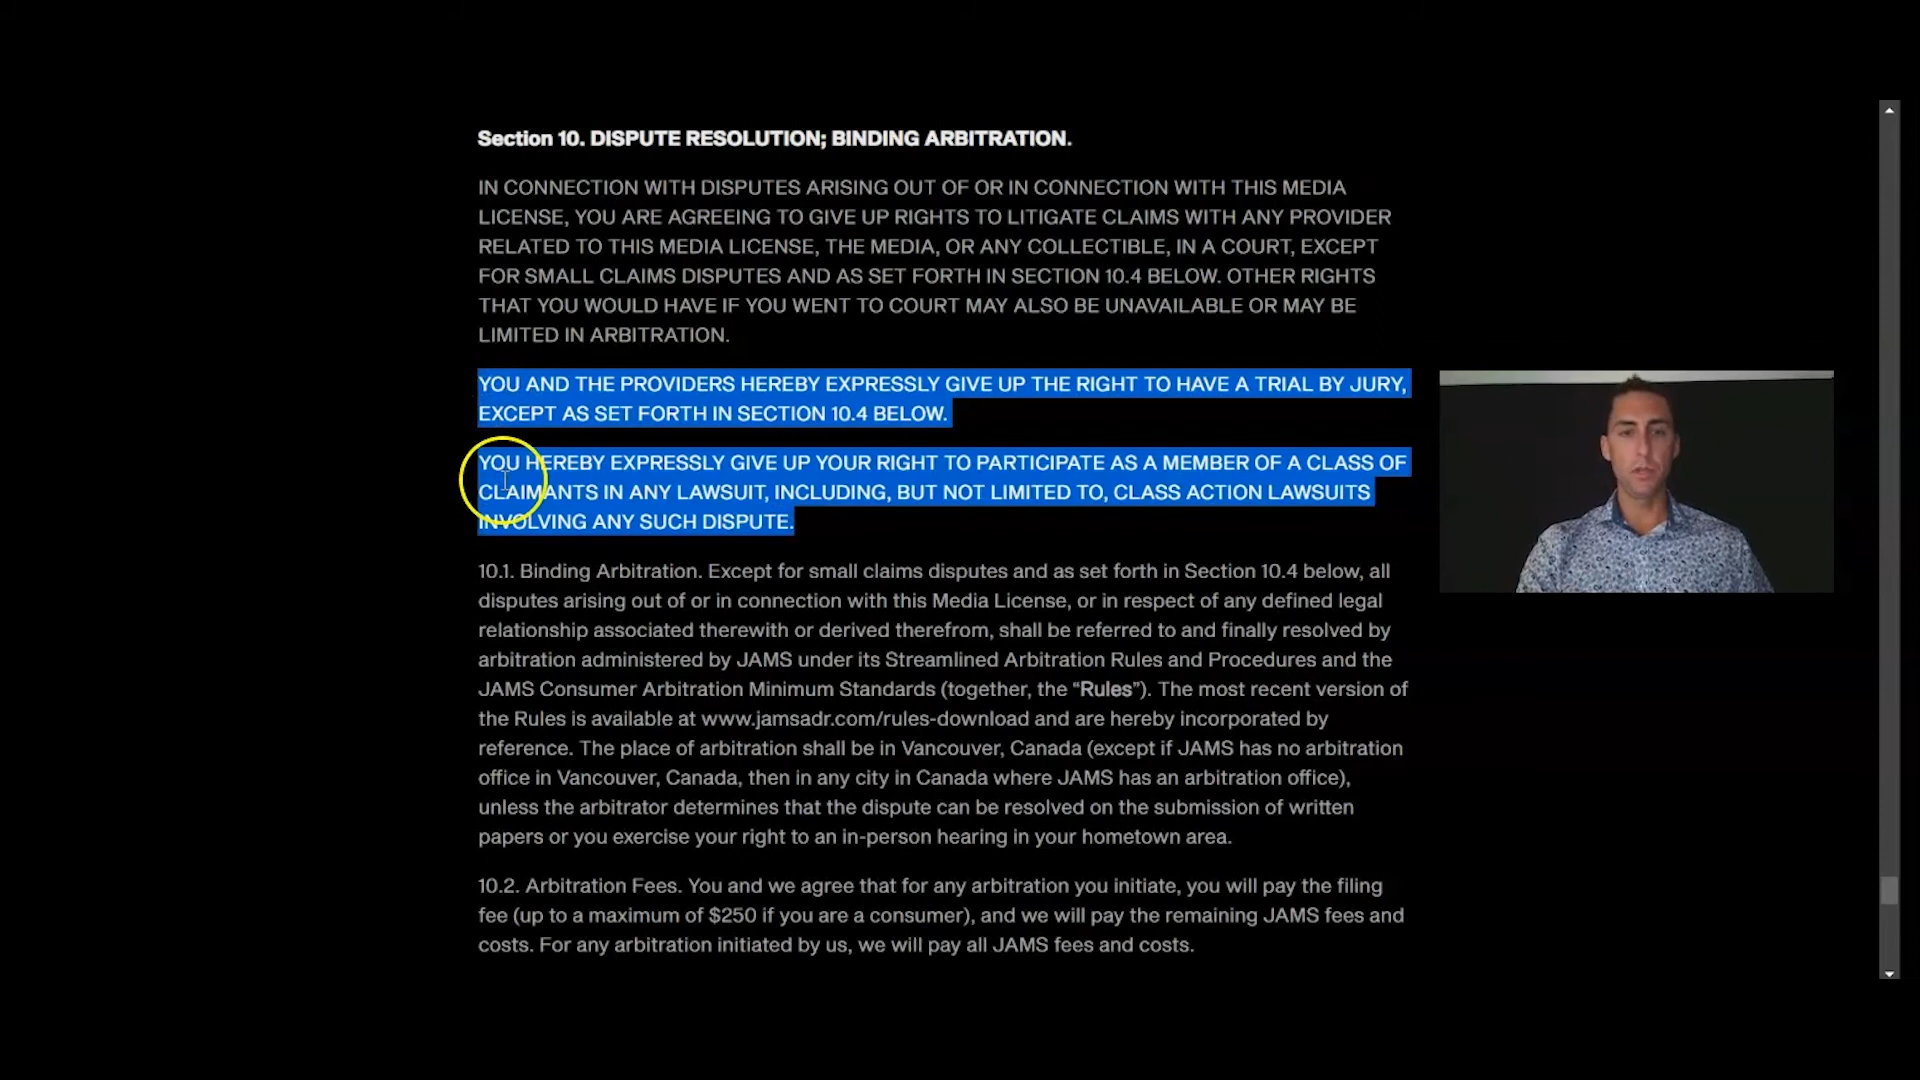 Section 10. DISPUTE RESOLUTION; BINDING ARBITRATION.
IN CONNECTION WITH DISPUTES ARISING OUT OF OR IN CONNECTION WITH THIS MEDIA
LICENSE, YOU ARE AGREEING TO GIVE UP RIGHTS TO LITIGATE CLAIMS WITH ANY PROVIDER
RELATED TO THIS MEDIA LICENSE, THE MEDIA, OR ANY COLLECTIBLE, IN A COURT, EXCEPT
FOR SMALL CLAIMS DISPUTES AND AS SET FORTH IN SECTION 10.4 BELOW. OTHER RIGHTS
THAT YOU WOULD HAVE IF YOU WENT TO COURT MAY ALSO BE UNAVAILABLE OR MAY BE
LIMITED IN ARBITRATION.
YOU AND THE PROVIDERS HEREBY EXPRESSLY GIVE UP THE RIGHT TO HAVE A TRIAL BY JURY,
EXCEPT AS SET FORTH IN SECTION 10.4 BELOW.
YOU HEREBY EXPRESSLY GIVE UP YOUR RIGHT TO PARTICIPATE AS A MEMBER OF A CLASS OF
CLAIMANTS IN ANY LAWSUIT, INCLUDING, BUT NOT LIMITED TO, CLASS ACTION LAWSUITS
INVOLVING ANY SUCH DISPUTE.
10.1. Binding Arbitration. Except for small claims disputes and as set forth in Section 10.4 below, all
disputes arising out of or in connection with this Media License, or in respect of any defined legal
relationship associated therewith or derived therefrom, shall be referred to and finally resolved by
arbitration administered by JAMS under its Streamlined Arbitration Rules and Procedures and the
JAMS Consumer Arbitration Minimum Standards (together, the “Rules”). The most recent version of
the Rules is available at www.jamsadr.com/rules-download and are hereby incorporated by
reference. The place of arbitration shall be in Vancouver, Canada (except if JAMS has no arbitration
office in Vancouver, Canada, then in any city in Canada where JAMS has an arbitration office),
unless the arbitrator determines that the dispute can be resolved on the submission of written
papers or you exercise your right to an in-person hearing in your hometown area.
10.2. Arbitration Fees. You and we agree that for any arbitration you initiate, you will pay the filing
fee (up to a maximum of $250 if you are a consumer), and we will pay the remaining JAMS fees and
costs. For any arbitration initiated by us, we will pay all JAMS fees and costs.